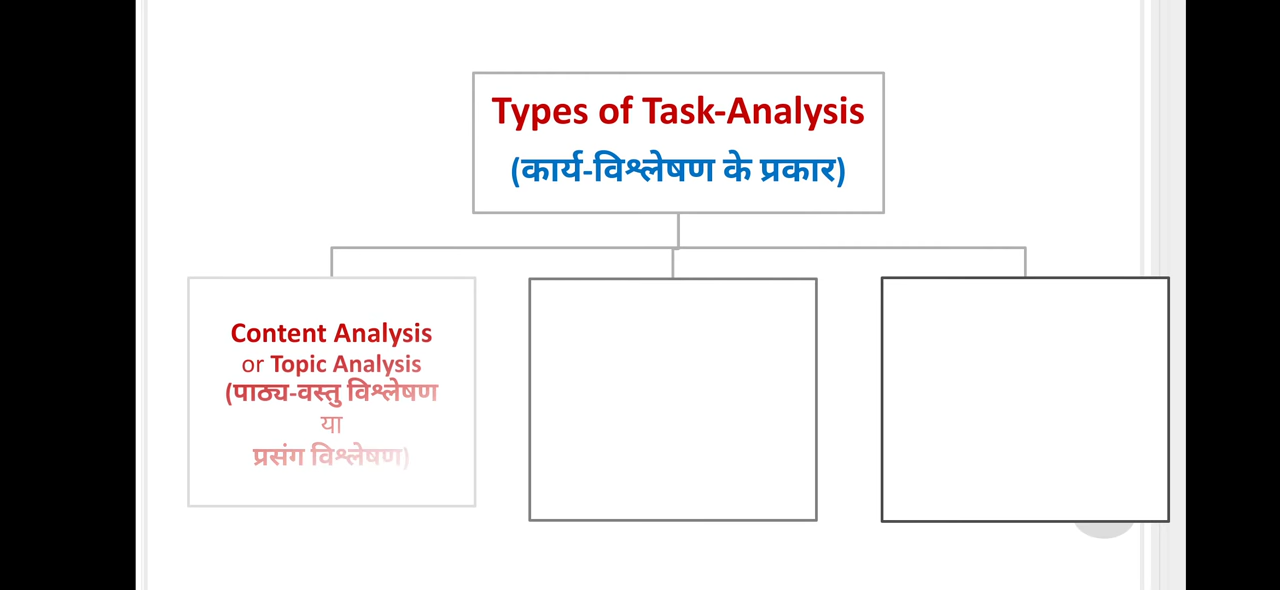 Types of Task-Analysis
(कार्य-विश्लेषण के प्रकार)
Content Analysis
or Topic Analysis
(पाठ्य-वस्तु विश्लेषण
या
प्रसंग विश्लेषण)